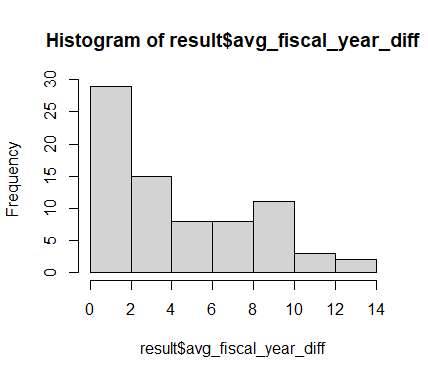 Histogram of result$avg_fiscal_year_diff
Frequency
30
25
20
15
10
5
0
0 2 4 6 8 10 12 14
result$avg_fiscal_year_diff